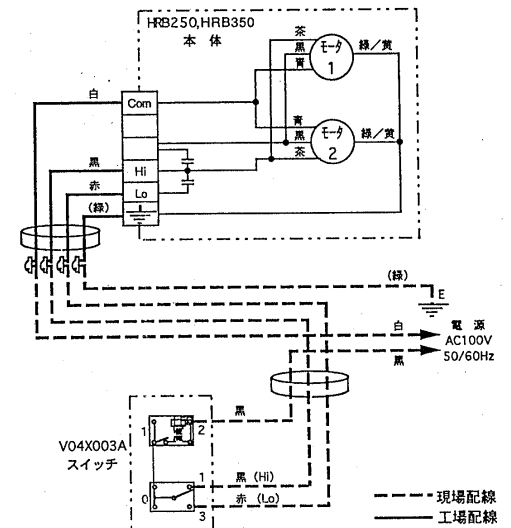 HRB250,HRB350
本 体
茶
黒
青
モータ
1
緑／黄
白
Com
青
黒
茶
モータ
2
緑／黄
黒
Hi
赤
Lo
(緑)
(緑)
E
白
電 源
AC100V
50/60Hz
黒
黒
1
2
V04X003A
スイッチ
1
黒 (Hi)
0
赤 (Lo)
3
現場配線
工場配線